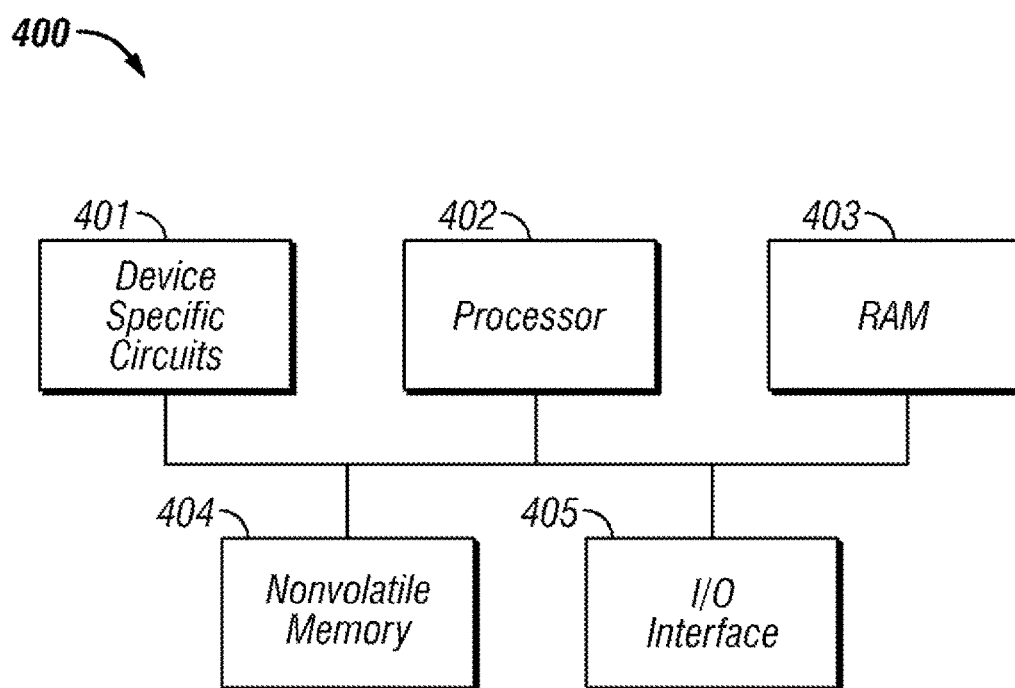 400
401
Device
Specific
Circuits
402
Processor
403
RAM
404
Nonvolatile
Memory
405
I/O
Interface